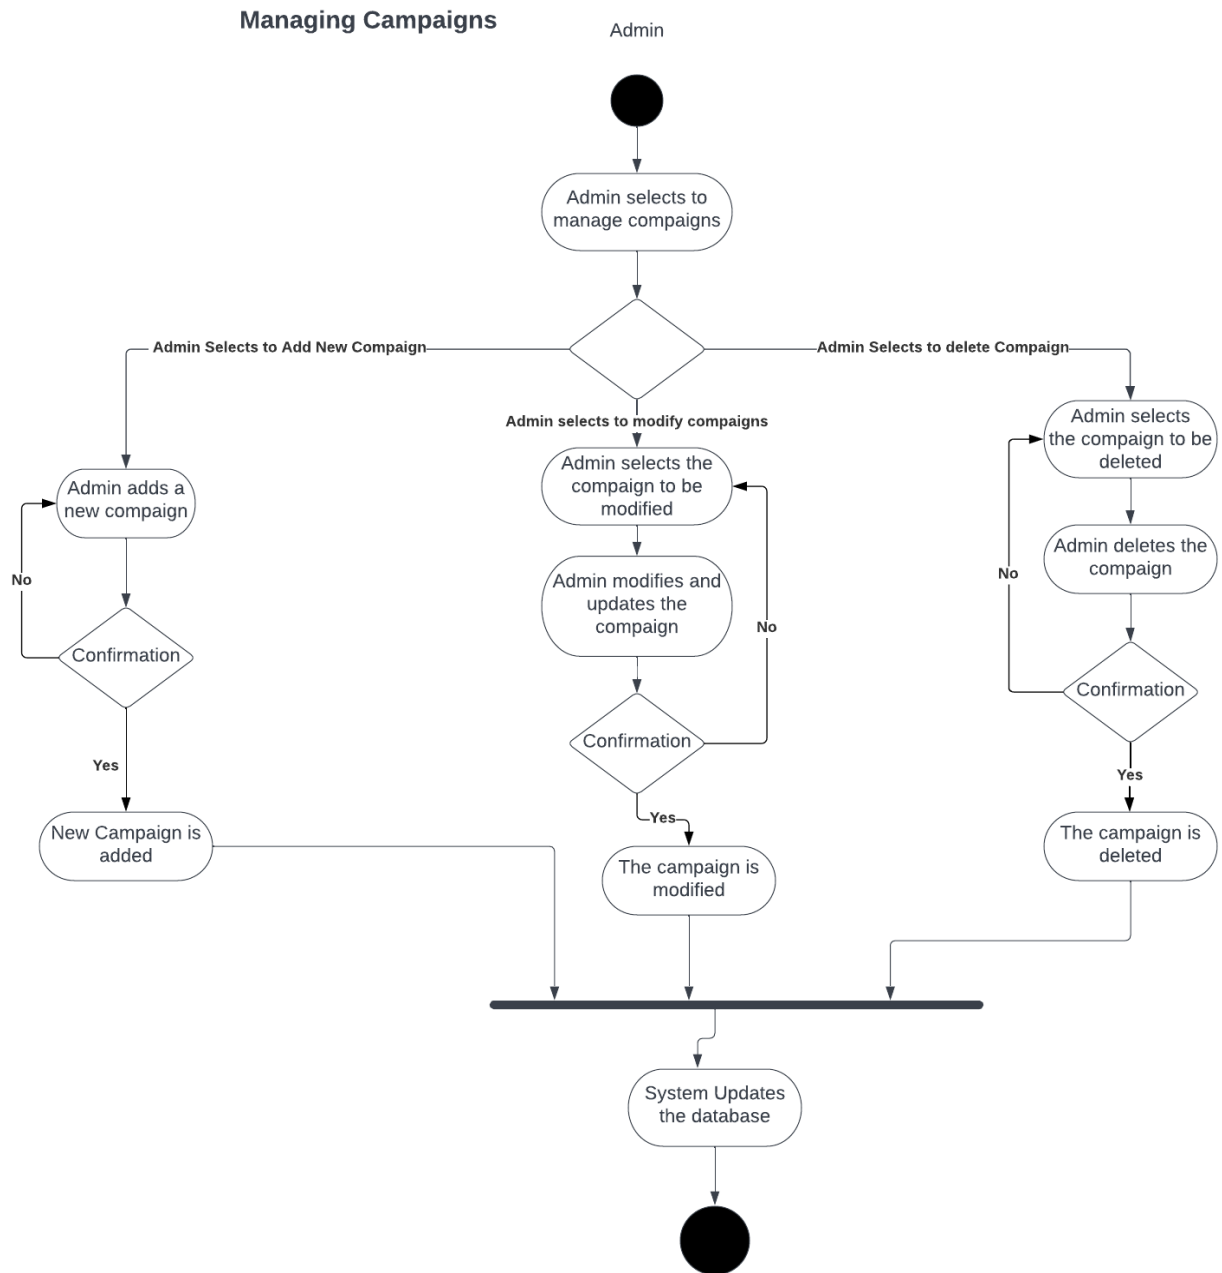 Managing Campaigns
Admin
Admin selects to
manage compaigns
Admin Selects to Add New Compaign
Admin Selects to delete Compaign
Admin selects to modify compaigns
Admin selects
the compaign to be
deleted
Admin selects the
compaign to be
modified
Admin adds a
new compaign
Admin deletes the
compaign
No
No
Admin modifies and
updates the
compaign
No
Confirmation
Confirmation
Confirmation
Yes
Yes
Yes
New Campaign is
added
The campaign is
modified
The campaign is
deleted
System Updates
the database